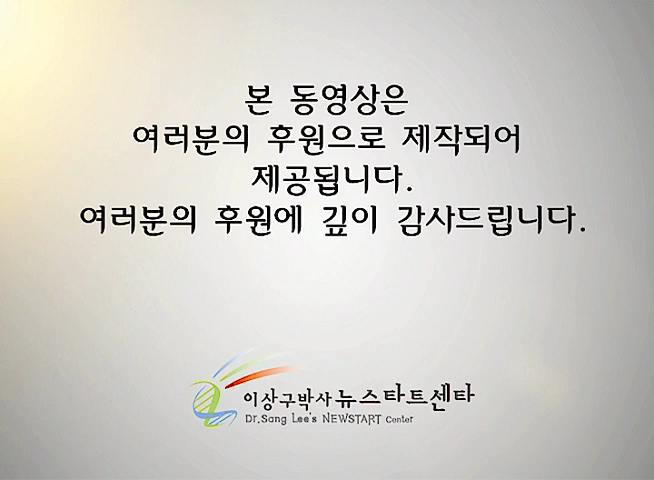 본 동영상은
여러분의 후원으로 제작되어
제공됩니다.
여러분의 후원에 깊이 감사드립니다.
이상구박사 뉴스타트센타
Dr.Sang Lee's NEWSTART Center